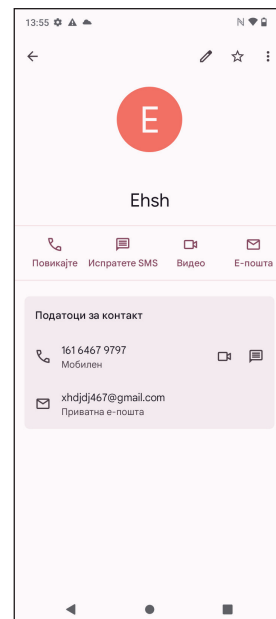 13:55
E
Ehsh
Повикајте Испратете SMS Видео Е-пошта
Податоци за контакт
161 6467 9797
Мобилен
xhdjdj467@gmail.com
Приватна е-пошта